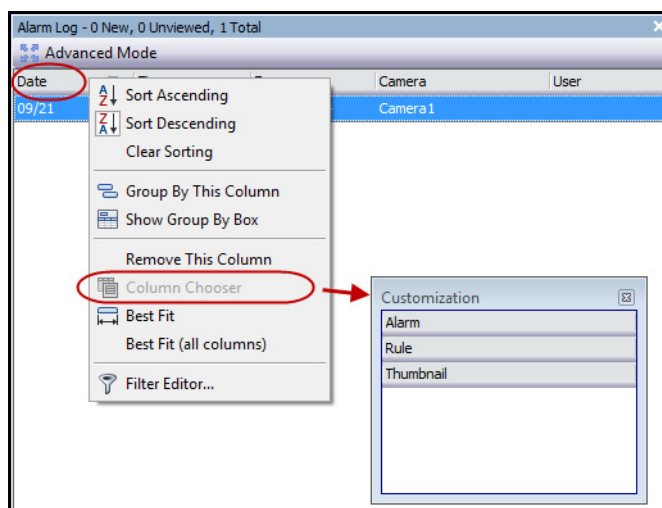 Alarm Log - 0 New, 0 Unviewed, 1 Total
Advanced Mode
Date Camera User
09/21 Camera1
Sort Ascending
Sort Descending
Clear Sorting
Group By This Column
Show Group By Box
Remove This Column
Column Chooser
Best Fit
Best Fit (all columns)
Filter Editor...
Customization
Alarm
Rule
Thumbnail